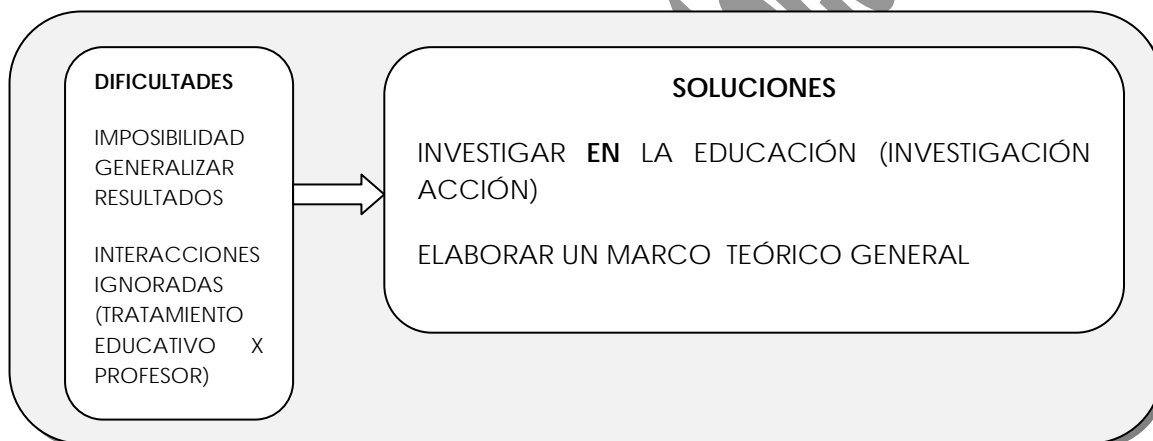 DIFICULTADES
IMPOSIBILIDAD
GENERALIZAR
RESULTADOS
INTERACCIONES
IGNORADAS
(TRATAMIENTO
EDUCATIVO X
PROFESOR)
SOLUCIONES
INVESTIGAR EN LA EDUCACIÓN (INVESTIGACIÓN
ACCIÓN)
ELABORAR UN MARCO TEÓRICO GENERAL